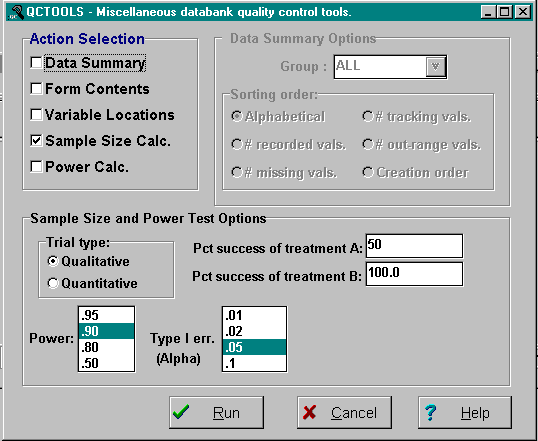 QCTOOLS - Miscellaneous databank quality control tools.
Action Selection
Data Summary
Form Contents
Variable Locations
Sample Size Calc.
Power Calc.
Data Summary Options
Group : ALL
Sorting order:
Alphabetical # tracking vals.
# recorded vals. # out-range vals.
# missing vals. Creation order
Sample Size and Power Test Options
Trial type:
Qualitative
Quantitative
Pct success of treatment A: 50
Pct success of treatment B: 100.0
Power:
.95
.90
.80
.50
Type I err.
(Alpha)
.01
.02
.05
.1
Run Cancel ? Help